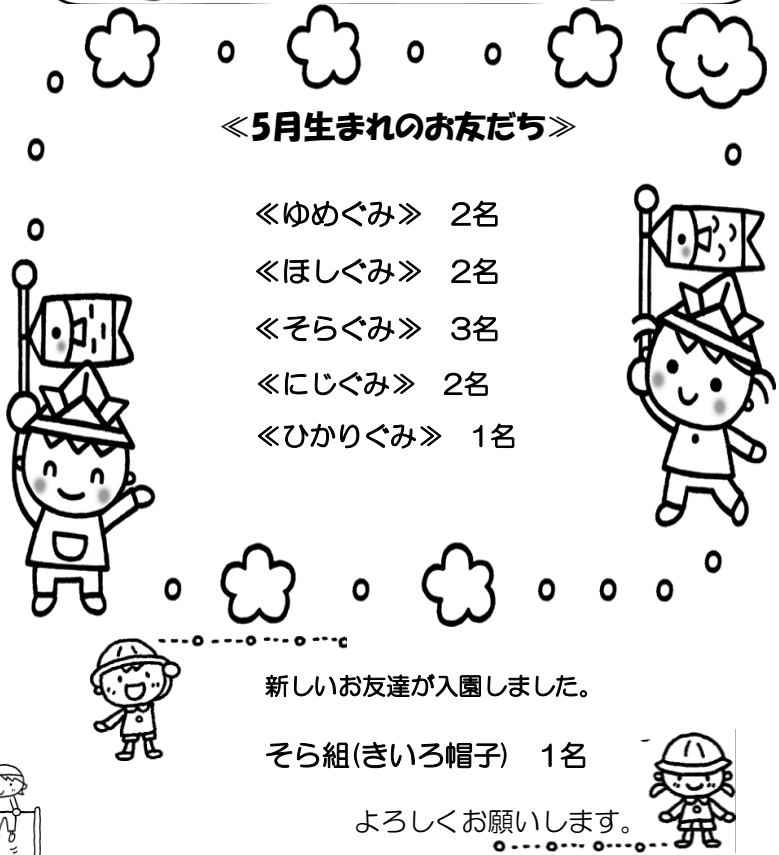 ≪5月生まれのお友だち≫
≪ゆめぐみ≫　2名
≪ほしぐみ≫　2名
≪そらぐみ≫　3名
≪にじぐみ≫　2名
≪ひかりぐみ≫　1名
新しいお友達が入園しました。
そら組(きいろ帽子)　1名
よろしくお願いします。